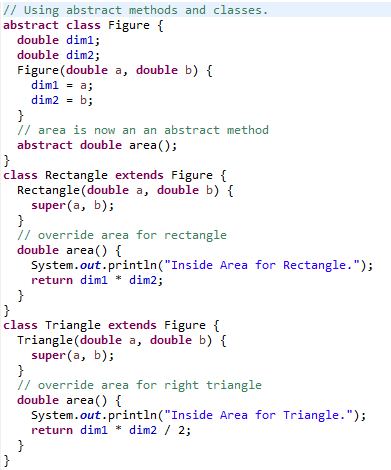 // Using abstract methods and classes.
abstract class Figure {
  double dim1;
  double dim2;
  Figure(double a, double b) {
    dim1 = a;
    dim2 = b;
  }
  // area is now an an abstract method
  abstract double area();
}
class Rectangle extends Figure {
  Rectangle(double a, double b) {
    super(a, b);
  }
  // override area for rectangle
  double area() {
    System.out.println("Inside Area for Rectangle.");
    return dim1 * dim2;
  }
}
class Triangle extends Figure {
  Triangle(double a, double b) {
    super(a, b);
  }
  // override area for right triangle
  double area() {
    System.out.println("Inside Area for Triangle.");
    return dim1 * dim2 / 2;
  }
}